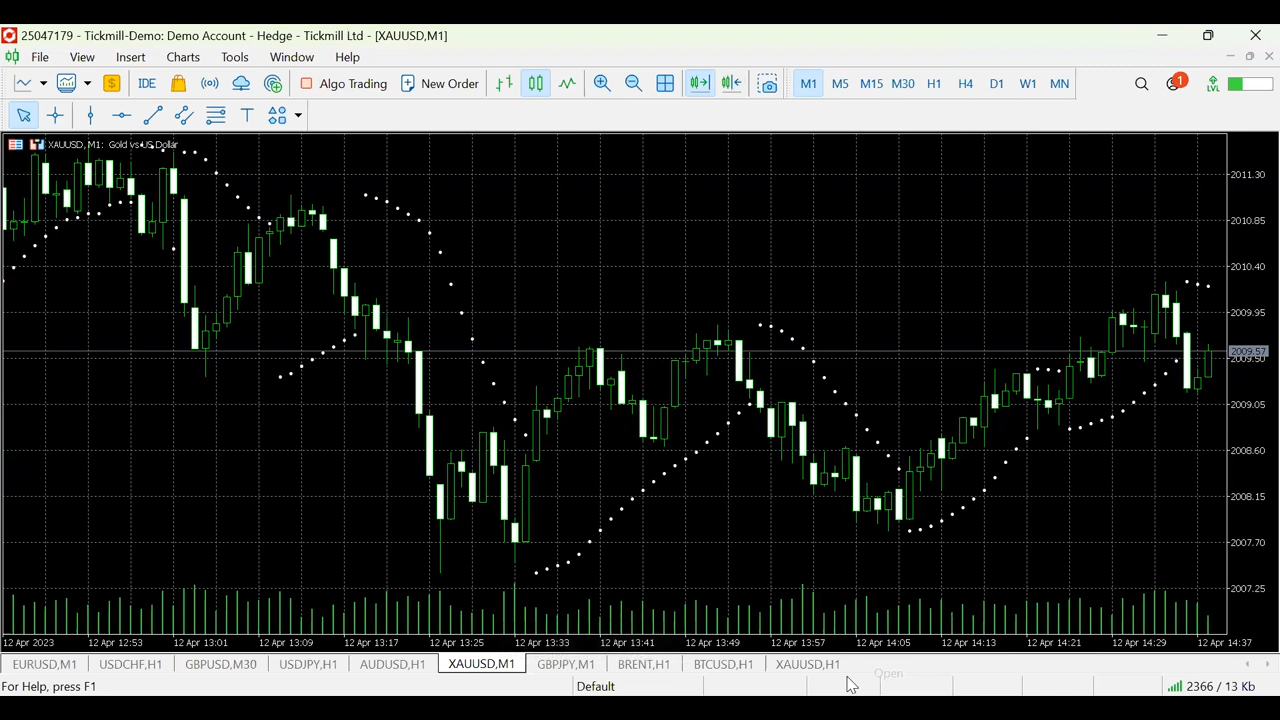 25047179 - Tickmill-Demo: Demo Account - Hedge - Tickmill Ltd - [XAUUSD,M1]
File View Insert Charts Tools Window Help
IDE Algo Trading New Order M1 M5 M15 M30 H1 H4 D1 W1 MN 1 LVL
T
XAUUSD, M1: Gold vs US Dollar
2011.30
2010.85
2010.40
2009.95
2009.57
2009.50
2009.05
2008.60
2008.15
2007.70
2007.25
12 Apr 2023 12 Apr 12:53 12 Apr 13:01 12 Apr 13:09 12 Apr 13:17 12 Apr 13:25 12 Apr 13:33 12 Apr 13:41 12 Apr 13:49 12 Apr 13:57 12 Apr 14:05 12 Apr 14:13 12 Apr 14:21 12 Apr 14:29 12 Apr 14:37
EURUSD,M1 USDCHF,H1 GBPUSD,M30 USDJPY,H1 AUDUSD,H1 XAUUSD,M1 GBPJPY,M1 BRENT,H1 BTCUSD,H1 XAUUSD,H1
Open
For Help, press F1 Default 2366 / 13 Kb